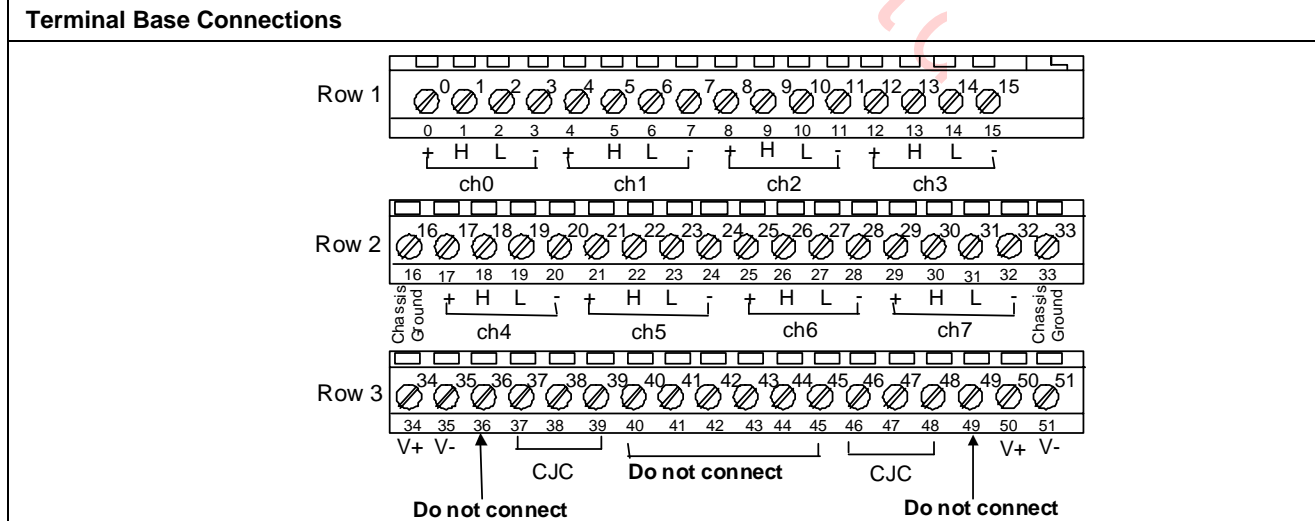 Terminal Base Connections
Row 1
0 1 2 3 4 5 6 7 8 9 10 11 12 13 14 15
0 1 2 3 4 5 6 7 8 9 10 11 12 13 14 15
+ H L - + H L - + H L - + H L -
ch0 ch1 ch2 ch3
Row 2
16 17 18 19 20 21 22 23 24 25 26 27 28 29 30 31 32 33
16 17 18 19 20 21 22 23 24 25 26 27 28 29 30 31 32 33
Chassis Ground
+ H L - + H L - + H L - + H L -
Chassis Ground
ch4 ch5 ch6 ch7
Row 3
34 35 36 37 38 39 40 41 42 43 44 45 46 47 48 49 50 51
34 35 36 37 38 39 40 41 42 43 44 45 46 47 48 49 50 51
V+ V- V+ V-
CJC Do not connect CJC
Do not connect Do not connect